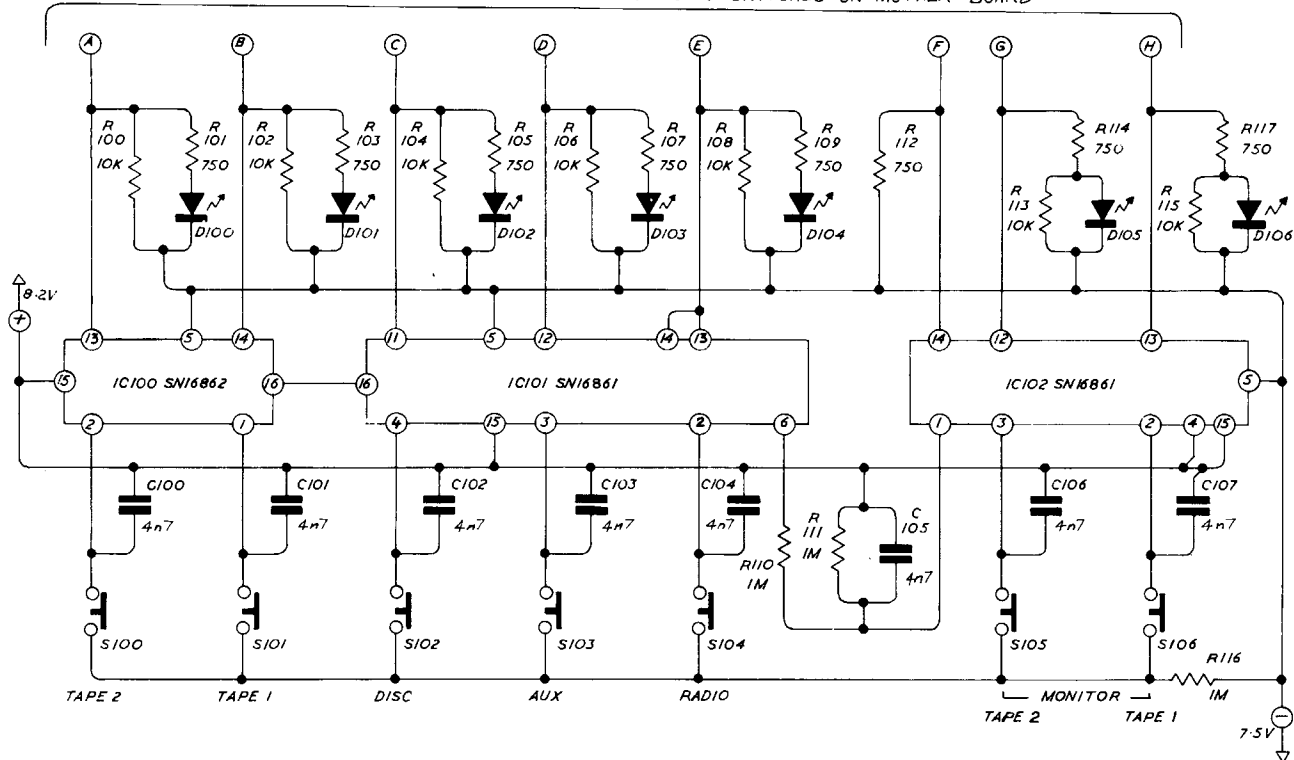 ON MOTHER BOARD
A B C D E F G H
R 100 10K
R 101 750
R 102 10K
R 103 750
R 104 10K
R 105 750
R 106 10K
R 107 750
R 108 10K
R 109 750
R 112 750
R114 750
R117 750
R 113 10K
R 115 10K
D100 D101 D102 D103 D104 D105 D106
8.2V
+
13 5 14 11 5 12 14 13 14 12 13
15 IC100 SN16862 16 16 IC101 SN16861 IC102 SN16861 5
2 1 4 15 3 2 6 1 3 2 4 15
C100 4n7
C101 4n7
C102 4n7
C103 4n7
C104 4n7
R110 1M
R 111 1M
C 105 4n7
C106 4n7
C107 4n7
S100 S101 S102 S103 S104 S105 S106
R116 1M
TAPE 2 TAPE 1 DISC AUX RADIO MONITOR
TAPE 2 TAPE 1
−
7.5V